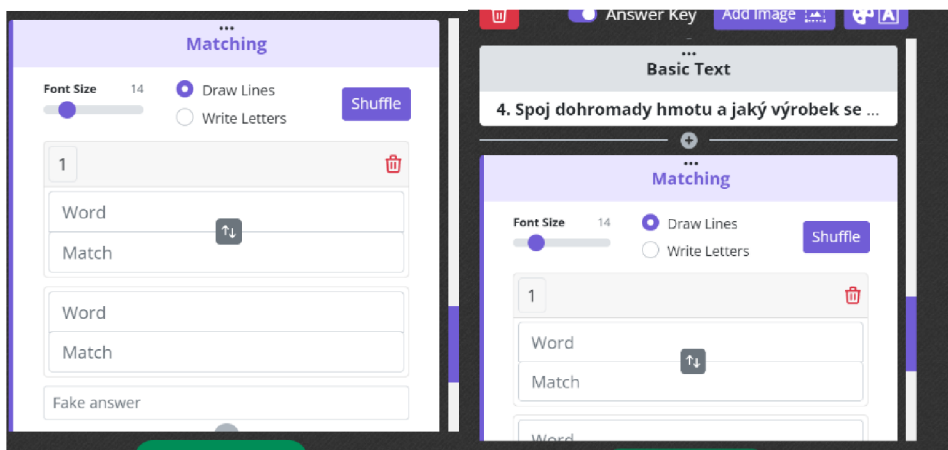 Matching
Font Size 14
Draw Lines
Write Letters
Shuffle
1
Word
Match
Word
Match
Fake answer
Answer Key
Add Image
A
Basic Text
4. Spoj dohromady hmotu a jaký výrobek se ...
Matching
Font Size 14
Draw Lines
Write Letters
Shuffle
1
Word
Match
Word